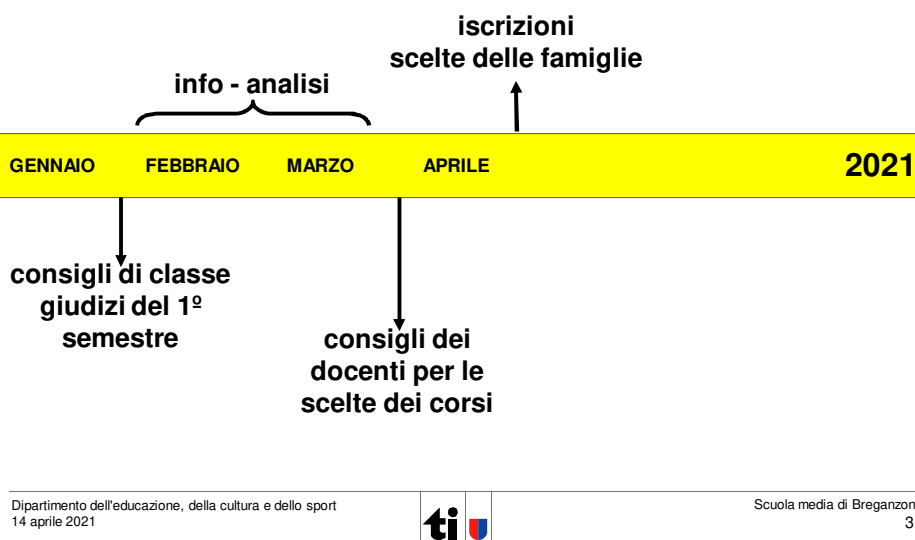 iscrizioni
scelte delle famiglie
info - analisi
GENNAIO FEBBRAIO MARZO APRILE 2021
consigli di classe
giudizi del 1º
semestre
consigli dei
docenti per le
scelte dei corsi
Dipartimento dell'educazione, della cultura e dello sport
14 aprile 2021
ti
Scuola media di Breganzon
3